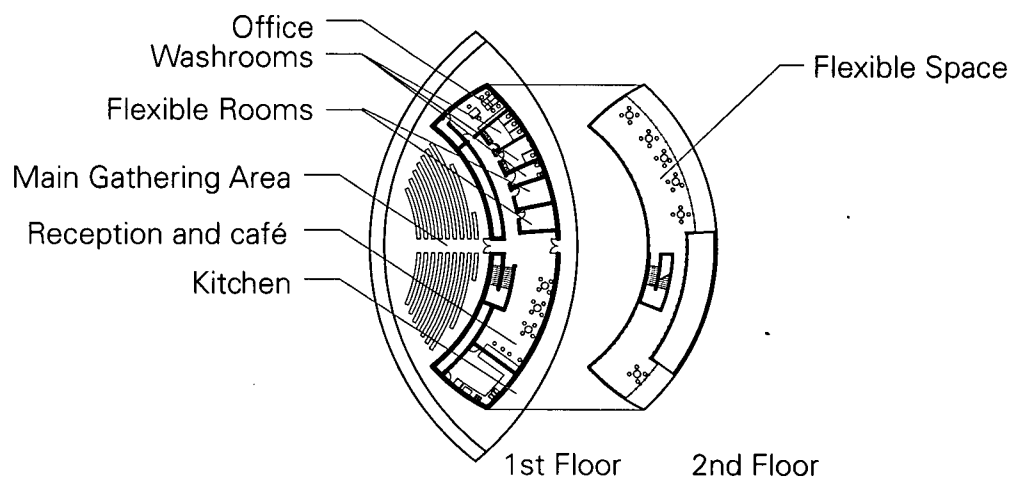 Office
Washrooms
Flexible Rooms
Main Gathering Area
Reception and café
Kitchen
Flexible Space
1st Floor
2nd Floor